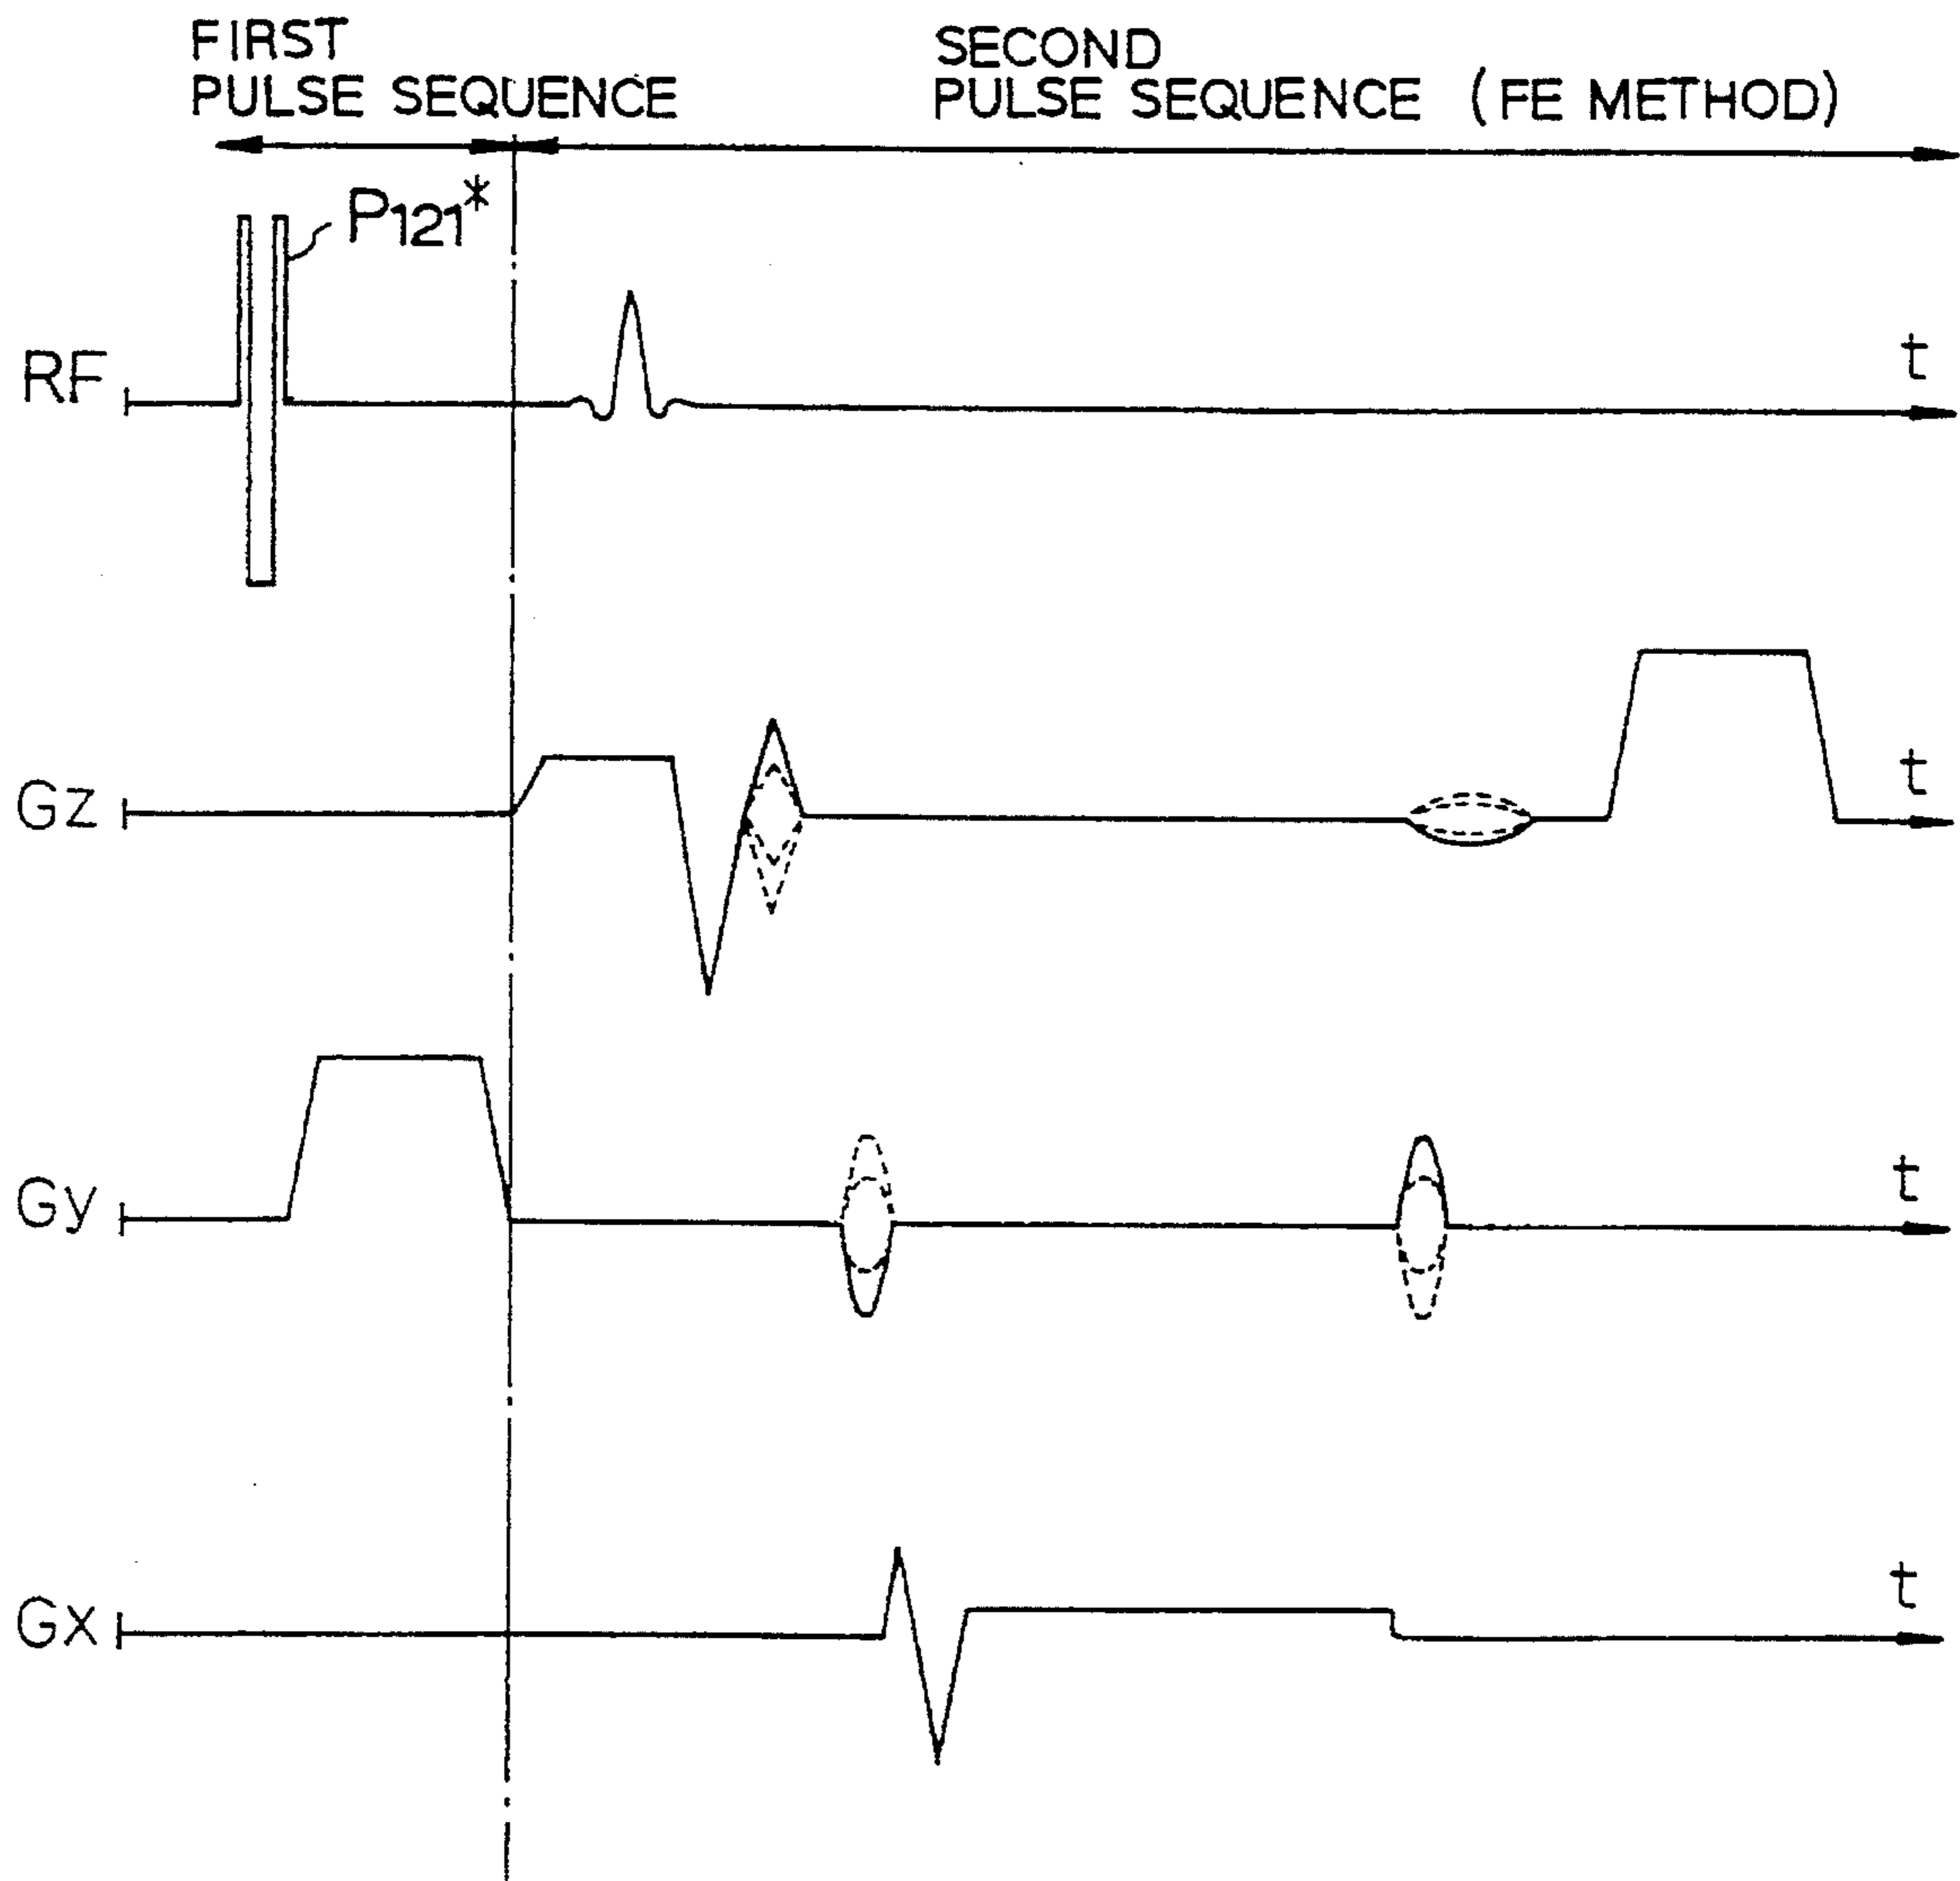 FIRST
PULSE SEQUENCE
SECOND
PULSE SEQUENCE (FE METHOD)
P121*
RF
t
Gz
t
Gy
t
Gx
t